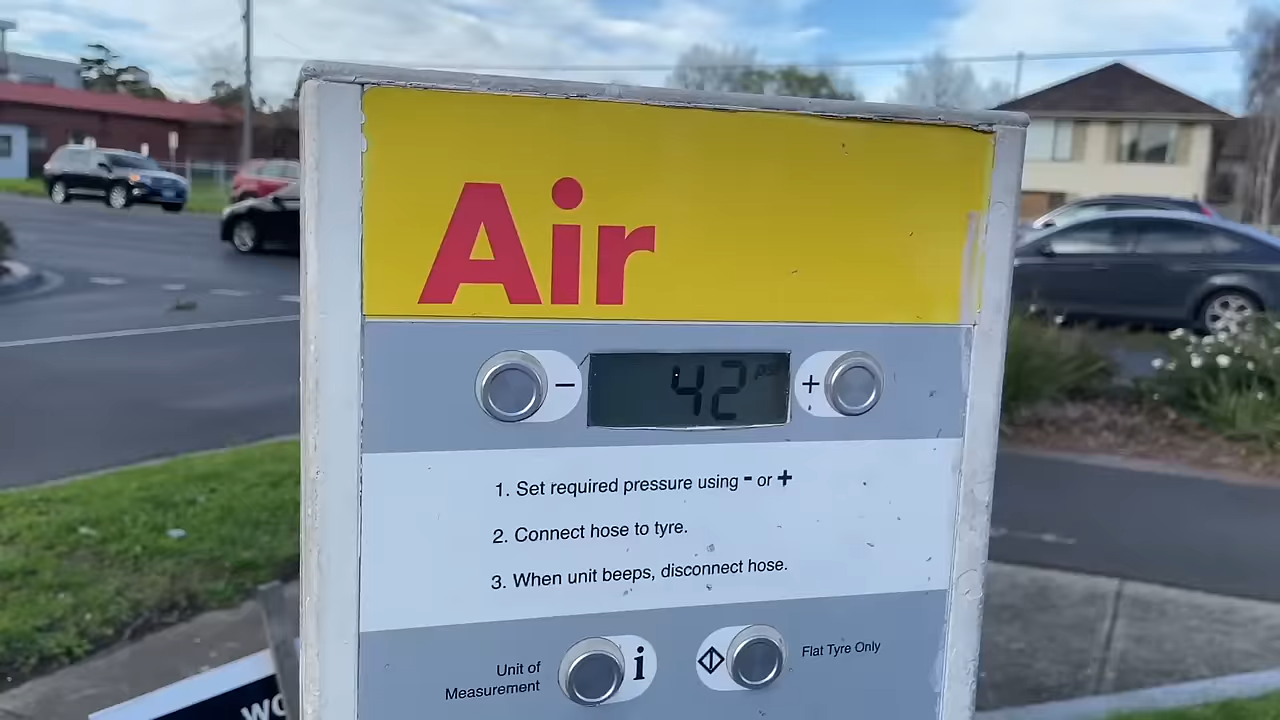 Air
− 42 psi +
1. Set required pressure using - or +
2. Connect hose to tyre.
3. When unit beeps, disconnect hose.
Unit of
Measurement
i
Flat Tyre Only